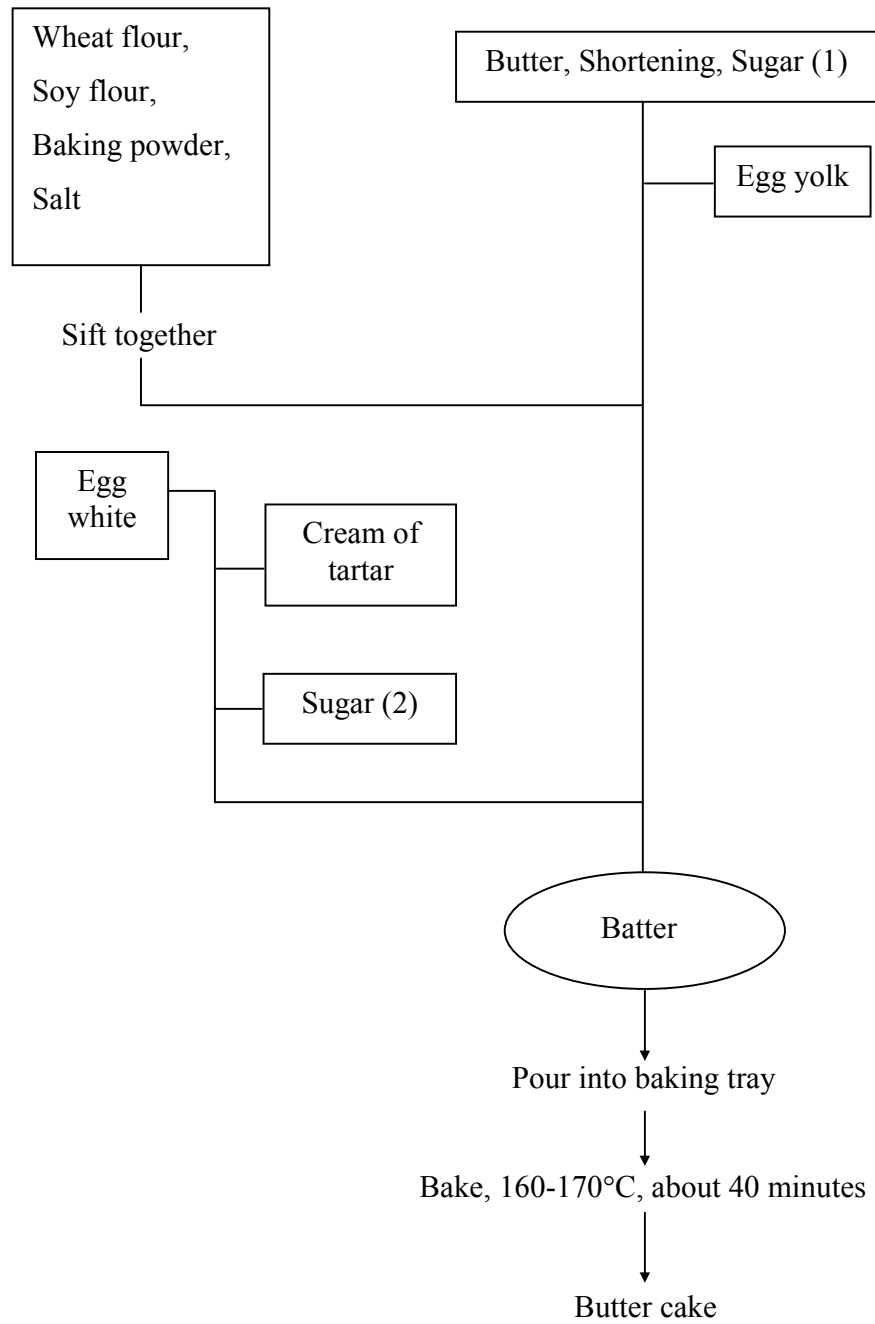 Wheat flour,
Soy flour,
Baking powder,
Salt
Butter, Shortening, Sugar (1)
Egg yolk
Sift together
Egg
white
Cream of
tartar
Sugar (2)
Batter
Pour into baking tray
Bake, 160-170°C, about 40 minutes
Butter cake